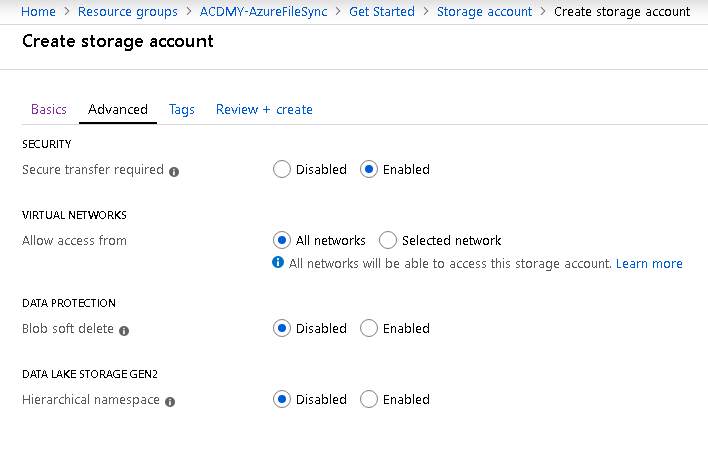 Home > Resource groups > ACDMY-AzureFileSync > Get Started > Storage account > Create storage account
Create storage account
Basics Advanced Tags Review + create
SECURITY
Secure transfer required Disabled Enabled
VIRTUAL NETWORKS
Allow access from All networks Selected network
All networks will be able to access this storage account. Learn more
DATA PROTECTION
Blob soft delete Disabled Enabled
DATA LAKE STORAGE GEN2
Hierarchical namespace Disabled Enabled